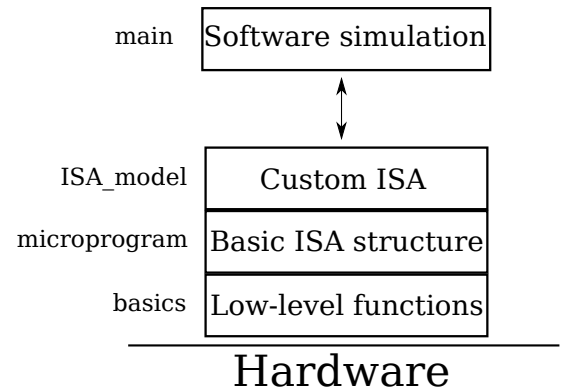 main Software simulation
ISA_model Custom ISA
microprogram Basic ISA structure
basics Low-level functions
Hardware